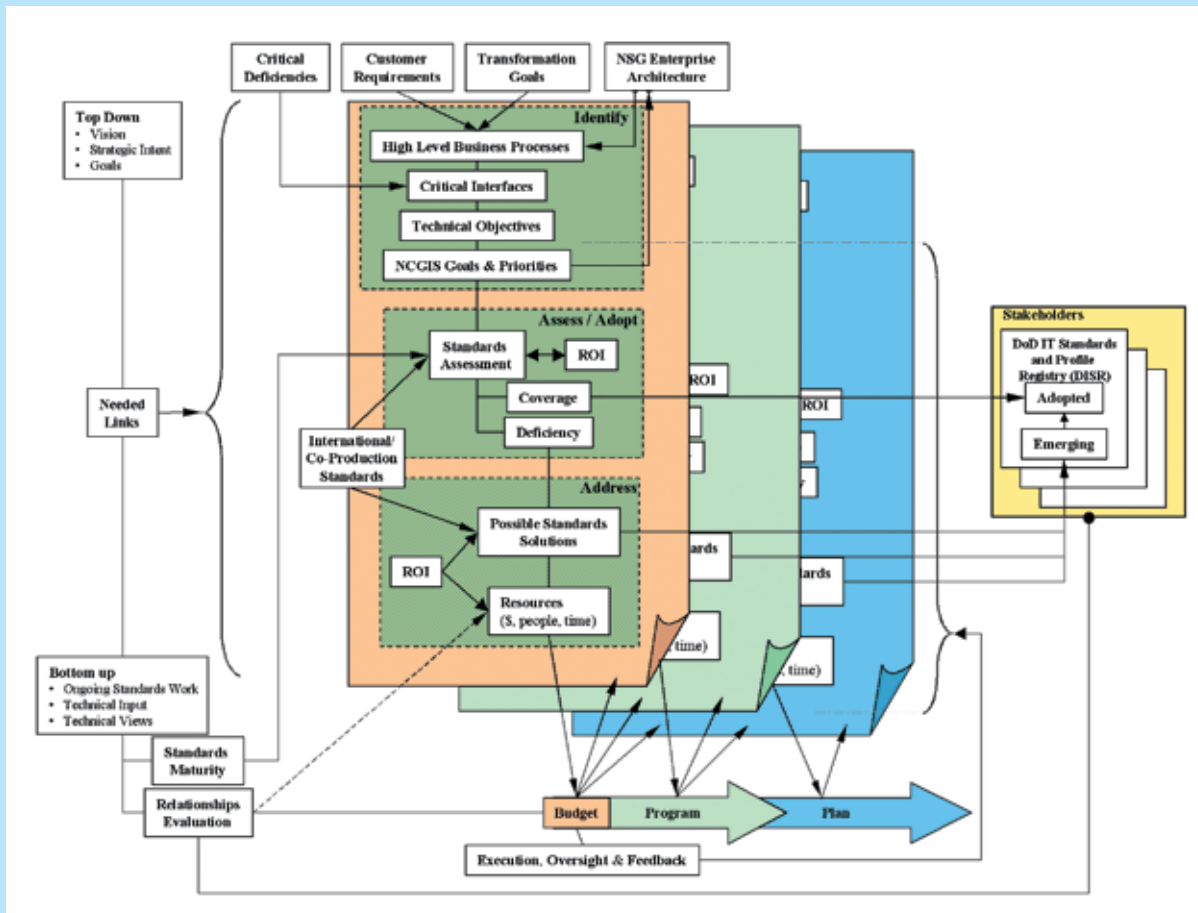 Critical
Deficiencies
Customer
Requirements
Transformation
Goals
NSG Enterprise
Architecture
Top Down
• Vision
• Strategic Intent
• Goals
Identify
High Level Business Processes
Critical Interfaces
Technical Objectives
NCGIS Goals & Priorities
Assess / Adopt
Standards
Assessment
ROI
Coverage
Deficiency
Needed
Links
International/
Co-Production
Standards
Address
Possible Standards
Solutions
ROI
Resources
($, people, time)
ROI
ards
, time)
ROI
y
dards
, time)
Stakeholders
DoD IT Standards
and Profile
Registry (DISR)
Adopted
Emerging
Bottom up
• Ongoing Standards Work
• Technical Input
• Technical Views
Standards
Maturity
Relationships
Evaluation
Budget
Program
Plan
Execution, Oversight & Feedback